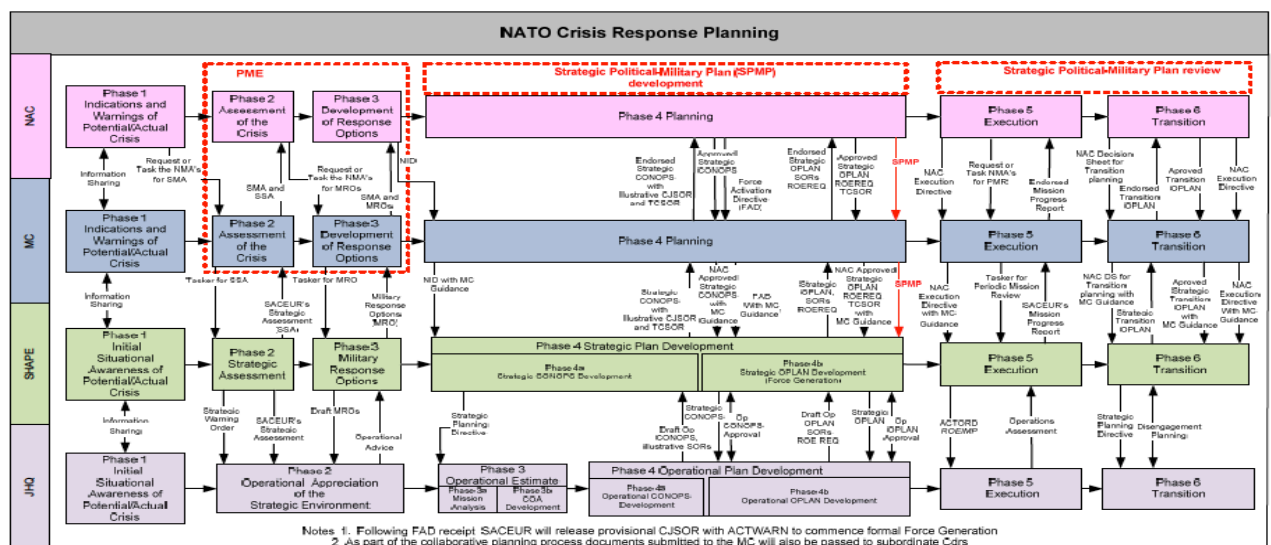 NATO Crisis Response Planning
PME
Strategic Political-Military Plan (SPMP)
development
Strategic Political-Military Plan review
NAC
Phase 1
Indications and
Warnings of
Potential/Actual
Crisis
Phase 2
Assessment
of the
Crisis
Phase 3
Development
of Response
Options
Phase 4 Planning
Phase 5
Execution
Phase 6
Transition
Information
Sharing
Request or
Task the NMA's
for SMA
SMA and
SSA
Request or
Task the NMA's
for MROs
SMA and
MROs
NID
Endorsed
Strategic
CONOPS
with
Illustrative CJSOR
and TCSOR
Approved
Strategic
CONOPS
Force
Activation
Directive
(FAD)
Endorsed
Strategic
OPLAN
SORs
ROEREQ
Approved
Strategic
OPLAN
ROEREQ
TCSOR
SPMP
NAC
Execution
Directive
Request or
Task NMA's
for PMR
Endorsed
Mission
Progress
Report
NAC Decision
Sheet for
Transition
planning
Endorsed
Transition
OPLAN
Aproved
Transition
OPLAN
NAC
Execution
Directive
MC
Phase 1
Indications and
Warnings of
Potential/Actual
Crisis
Phase 2
Assessment
of the
Crisis
Phase 3
Development
of Response
Options
Phase 4 Planning
Phase 5
Execution
Phase 6
Transition
Information
Sharing
Tasker for SSA
SACEUR's
Strategic
Assessment
(SSA)
Tasker for MRO
Military
Response
Options
(MRO)
NID with MC
Guidance
Strategic
CONOPS
with
Illustrative CJSOR
and TCSOR
NAC
Approved
Strategic
CONOPS
with MC
Guidance
FAD
With MC
Guidance
Strategic
OPLAN,
SORs
ROEREQ
NAC Approved
Strategic
OPLAN
ROEREQ
TCSOR
with MC
Guidance
SPMP
NAC
Execution
Directive
With MC
Guidance
Tasker for
Periodic Mission
Review
SACEUR's
Mission
Progress
Report
NAC DS for
Transition
planning with
MC Guidance
Strategic
Transition
OPLAN
Aproved
Strategic
Transition
OPLAN
with
MC Guidance
NAC
Execution
Directive
With MC
Guidance
SHAPE
Phase 1
Initial
Situational
Awareness of
Potential/Actual
Crisis
Phase 2
Strategic
Assessment
Phase 3
Military
Response
Options
Phase 4 Strategic Plan Development
Phase 4a
Strategic CONOPS Development
Phase 4b
Strategic OPLAN Development
(Force Generation)
Phase 5
Execution
Phase 6
Transition
Information
Sharing
Strategic
Warning
Order
SACEUR's
Strategic
Assessment
Draft MROs
Operational
Advice
Strategic
Planning
Directive
Draft Op
CONOPS,
illustrative SORs
Strategic
CONOPS
Op
CONOPS
Approval
Draft Op
OPLAN
SORs
ROE REQ
Strategic
OPLAN
Op
OPLAN
Approval
ACTORD
ROEIMP
Operations
Assessment
Strategic
Planning
Directive
Disengagement
Planning
JHQ
Phase 1
Initial
Situational
Awareness of
Potential/Actual
Crisis
Phase 2
Operational Appreciation
of the
Strategic Environment
Phase 3
Operational Estimate
Phase 3a
Mission
Analysis
Phase 3b
COA
Development
Phase 4 Operational Plan Development
Phase 4a
Operational CONOPS
Development
Phase 4b
Operational OPLAN Development
Phase 5
Execution
Phase 6
Transition
Notes 1. Following FAD receipt SACEUR will release provisional CJSOR with ACTWARN to commence formal Force Generation
2. As part of the collaborative planning process documents submitted to the MC will also be passed to subordinate Cdrs